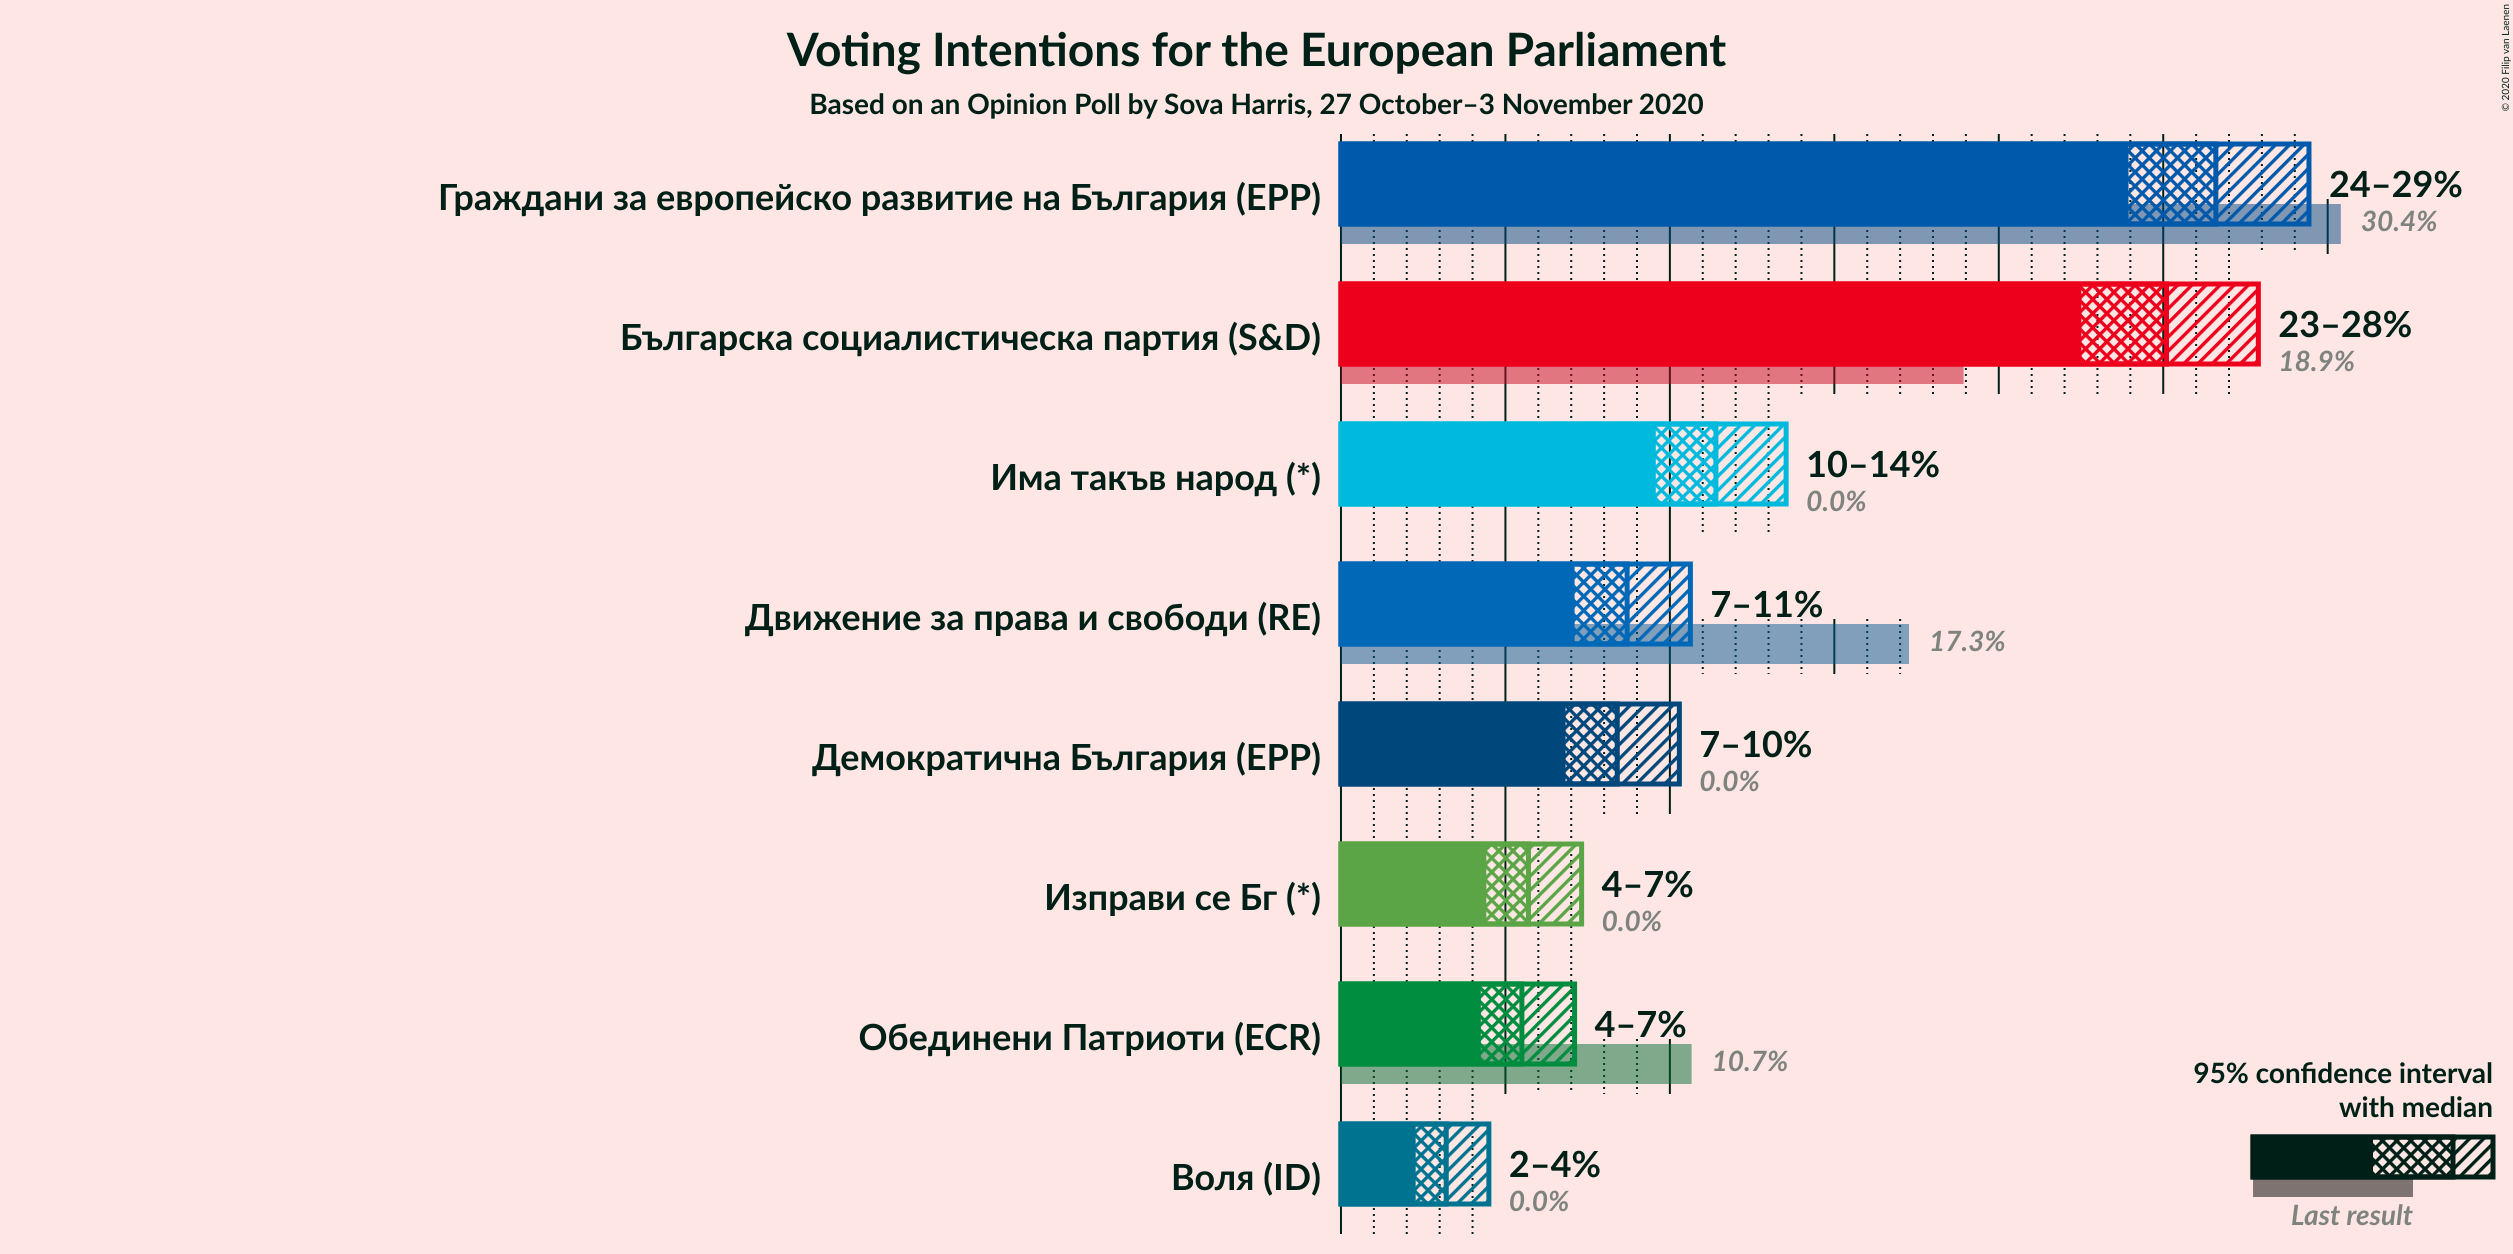 Voting Intentions for the European Parliament
Based on an Opinion Poll by Sova Harris, 27 October–3 November 2020
© 2020 Filip van Laenen
Граждани за европейско развитие на България (EPP)
24–29%
30.4%
Българска социалистическа партия (S&D)
23–28%
18.9%
Има такъв народ (*)
10–14%
0.0%
Движение за права и свободи (RE)
7–11%
17.3%
Демократична България (EPP)
7–10%
0.0%
Изправи се Бг (*)
4–7%
0.0%
Обединени Патриоти (ECR)
4–7%
10.7%
Воля (ID)
2–4%
0.0%
95% confidence interval
with median
Last result